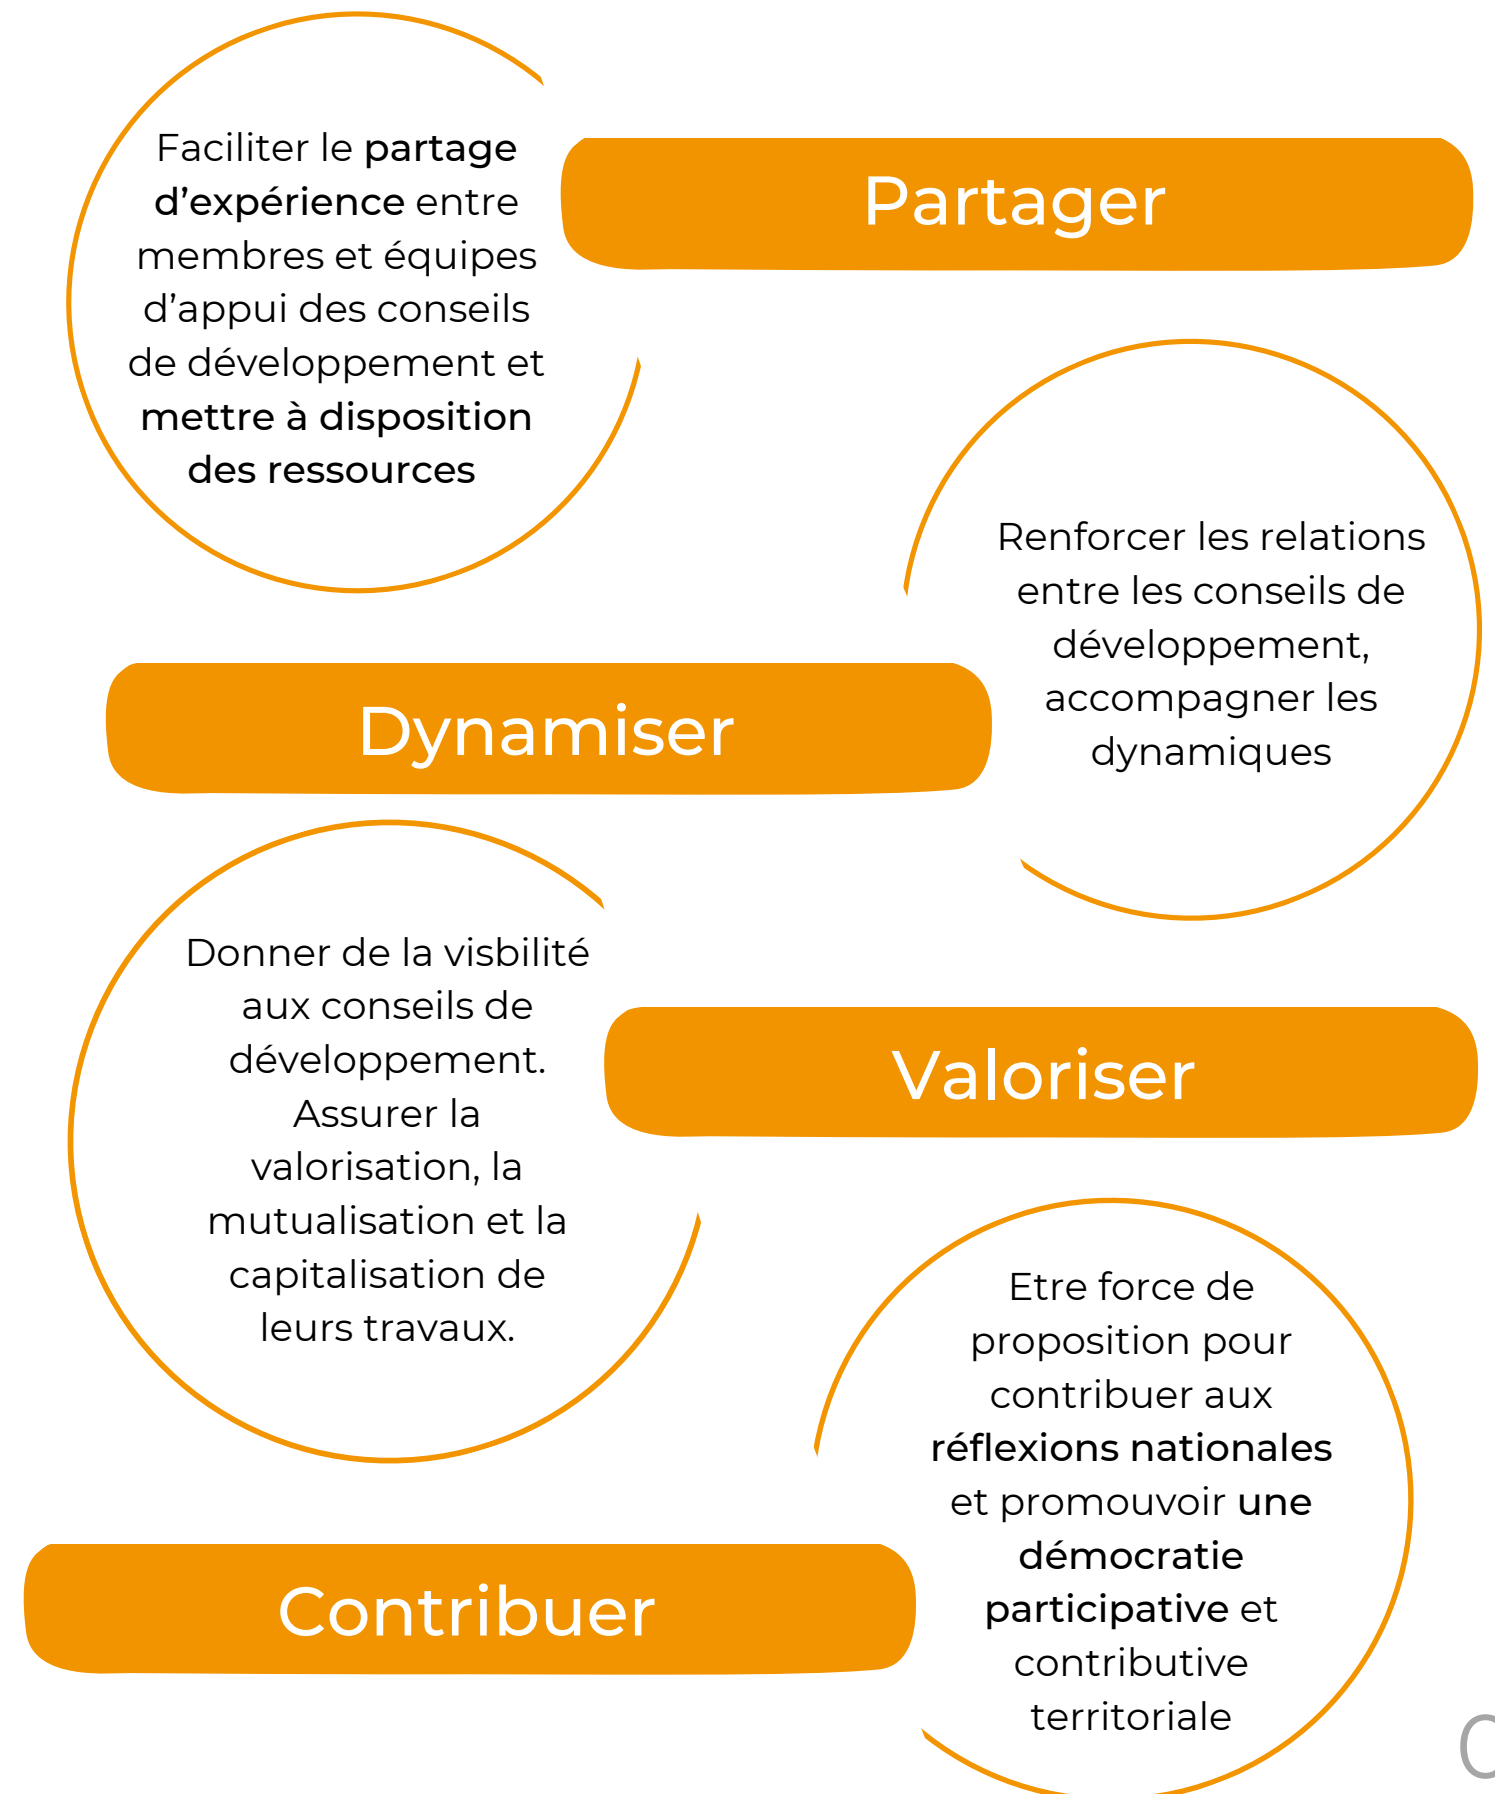 Faciliter le partage
d’expérience entre
membres et équipes
d’appui des conseils
de développement et
mettre à disposition
des ressources
Partager
Renforcer les relations
entre les conseils de
développement,
accompagner les
dynamiques
Dynamiser
Donner de la visbilité
aux conseils de
développement.
Assurer la
valorisation, la
mutualisation et la
capitalisation de
leurs travaux.
Valoriser
Etre force de
proposition pour
contribuer aux
réflexions nationales
et promouvoir une
démocratie
participative et
contributive
territoriale
Contribuer